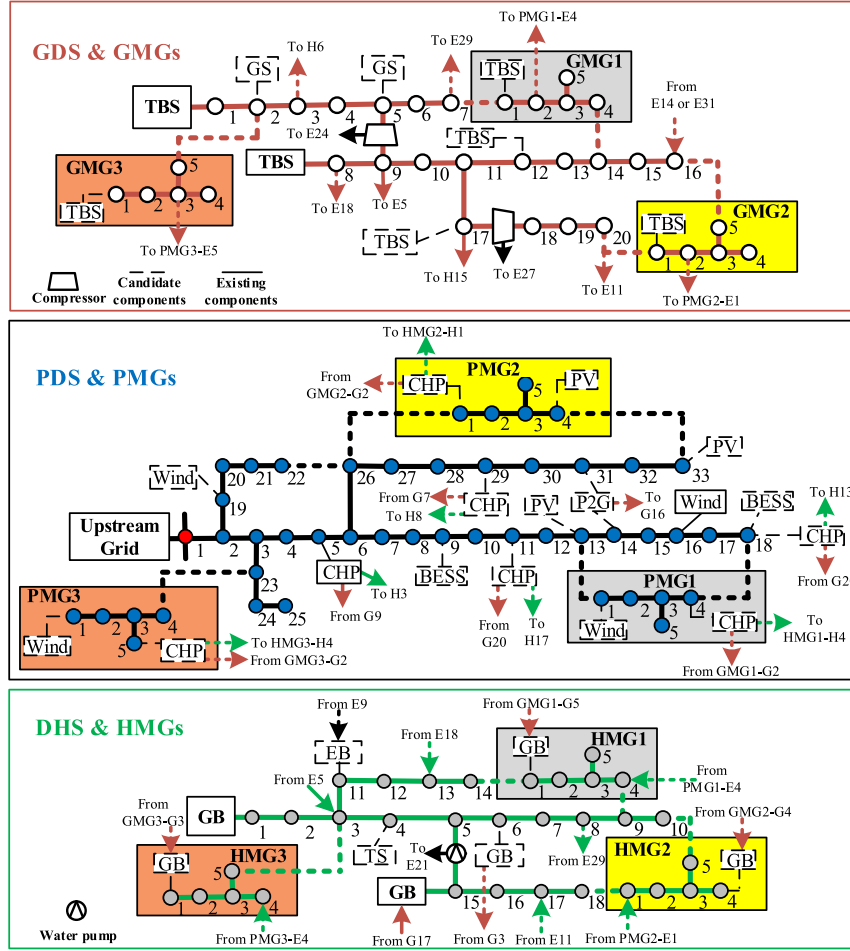 GDS & GMGs
To H6
To E29
To PMG1-E4
GS
GS
TBS
GMG1
5
From
E14 or E31
TBS
1
2
3
4
5
6
7
1
2
3
4
To E24
TBS
TBS
8
9
10
11
12
13
14
15
16
GMG3
5
TBS
1
2
3
4
To E18
To E5
GMG2
TBS
5
TBS
17
18
19
20
1
2
3
4
To PMG3-E5
To H15
To E27
To E11
To PMG2-E1
Compressor
Candidate
components
Existing
components
To HMG2-H1
PDS & PMGs
From
GMG2-G2
CHP
PMG2
PV
5
1
2
3
4
PV
Wind
20
21
22
26
27
28
29
30
31
32
33
19
From G7
To H8
CHP
PV
P2G
To
G16
Wind
BESS
To H13
Upstream
Grid
1
2
3
4
5
6
7
8
9
10
11
12
13
14
15
16
17
18
CHP
From G2
23
CHP
To H3
BESS
CHP
PMG1
PMG3
24
25
From G9
From
G20
To
H17
1
2
3
4
5
Wind
CHP
To
HMG1-H4
Wind
1
2
3
4
5
CHP
To HMG3-H4
From GMG3-G2
From GMG1-G2
DHS & HMGs
From E9
From GMG1-G5
EB
From E18
GB
HMG1
5
From E5
11
12
13
14
1
2
3
4
From
PMG1-E4
From
GMG3-G3
GB
1
2
3
4
5
6
7
8
9
10
From GMG2-G4
GB
HMG3
5
TS
To
E21
GB
From E29
HMG2
5
GB
1
2
3
4
GB
15
16
17
18
1
2
3
4
Water pump
From PMG3-E4
From G17
From G3
From E11
From PMG2-E1